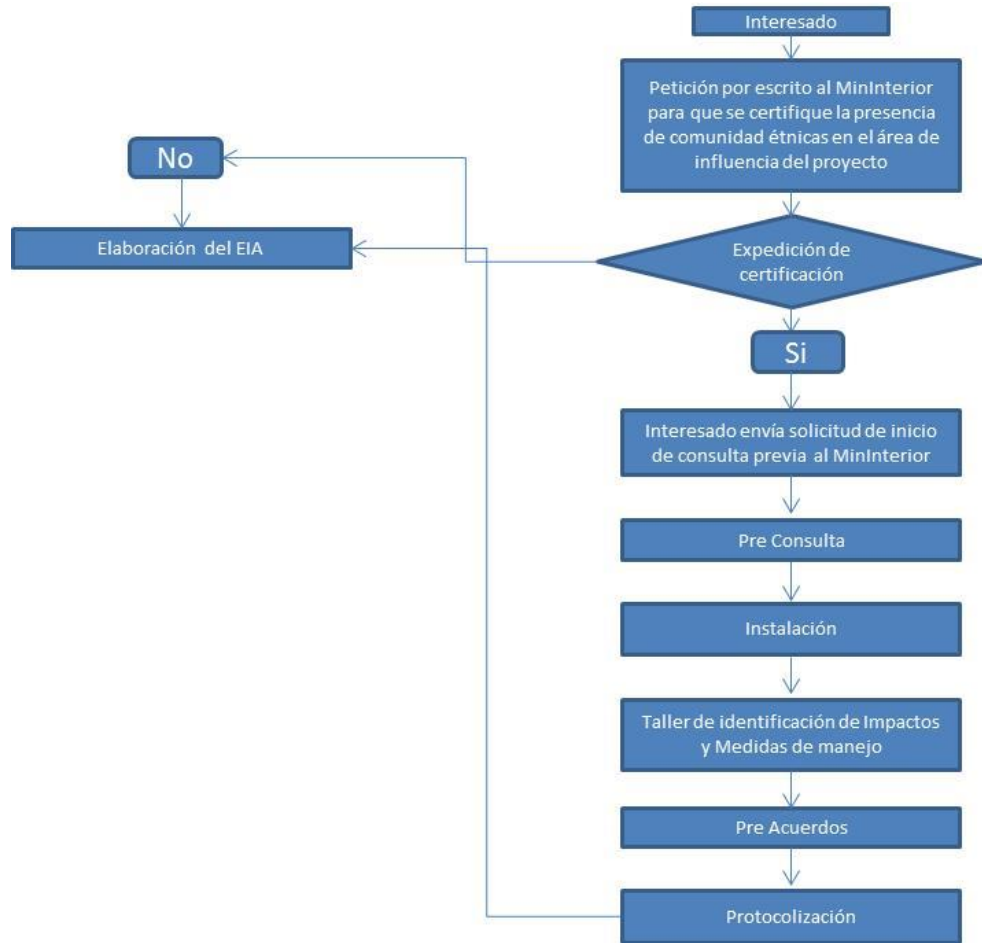 Interesado
Petición por escrito al MinInterior
para que se certifique la presencia
de comunidad étnicas en el área de
influencia del proyecto
No
Elaboración del EIA
Expedición de
certificación
Si
Interesado envía solicitud de inicio
de consulta previa al MinInterior
Pre Consulta
Instalación
Taller de identificación de Impactos
y Medidas de manejo
Pre Acuerdos
Protocolización